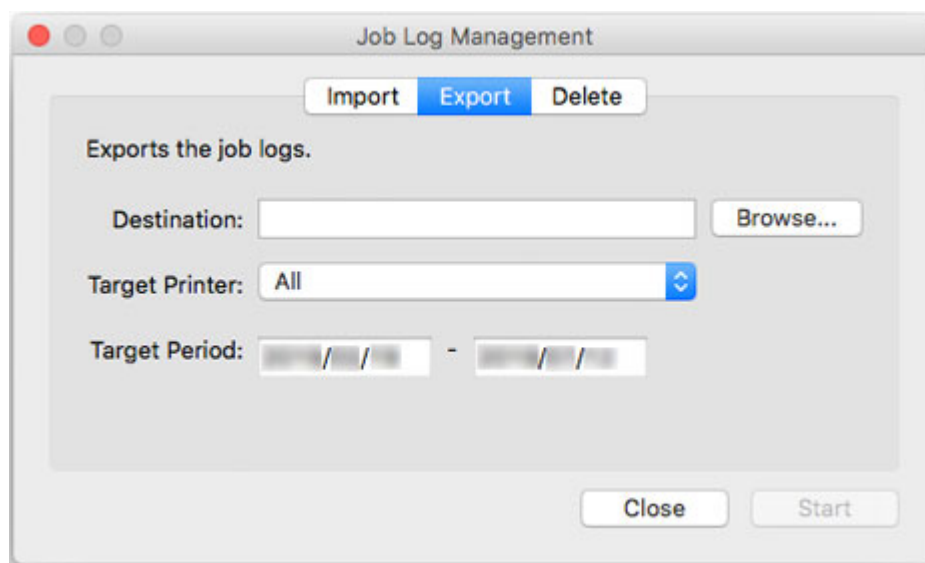 Job Log Management
Import Export Delete
Exports the job logs.
Destination: Browse...
Target Printer: All
Target Period: / / - / /
Close Start